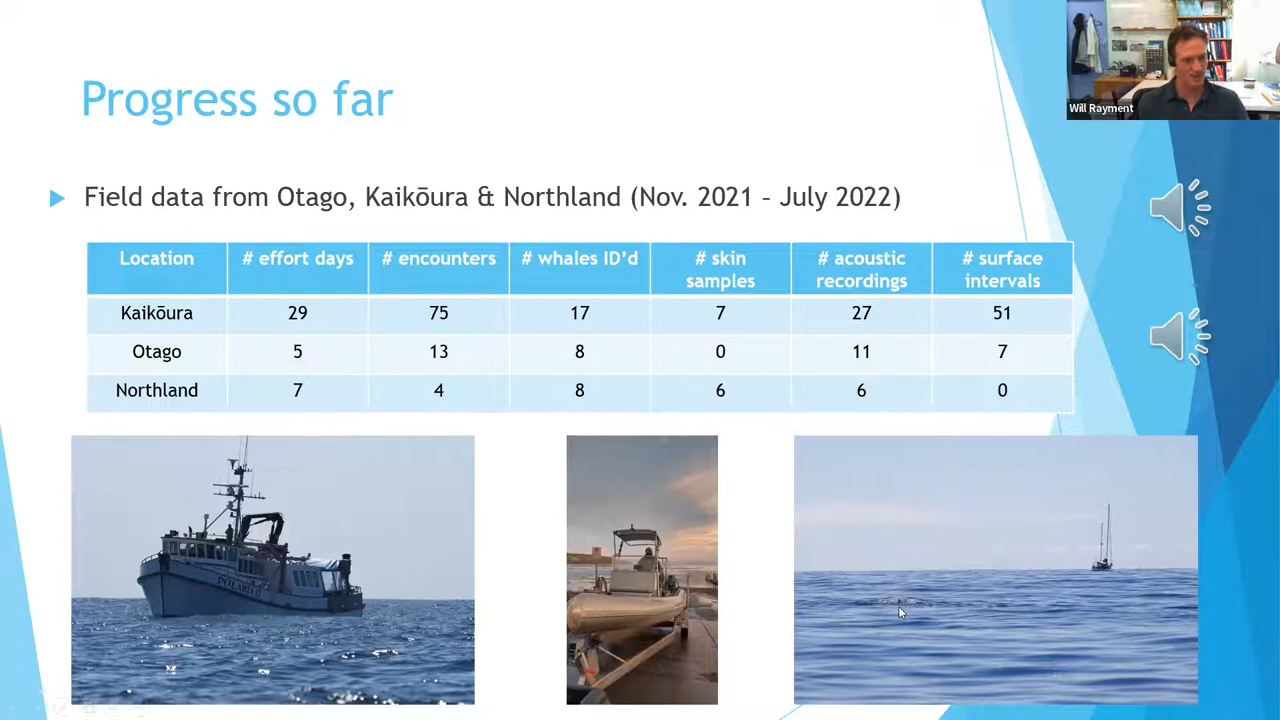 Progress so far
Will Rayment
Field data from Otago, Kaikōura & Northland (Nov. 2021 – July 2022)
Location # effort days # encounters # whales ID'd # skin samples # acoustic recordings # surface intervals
Kaikōura 29 75 17 7 27 51
Otago 5 13 8 0 11 7
Northland 7 4 8 6 6 0
POLARIS II